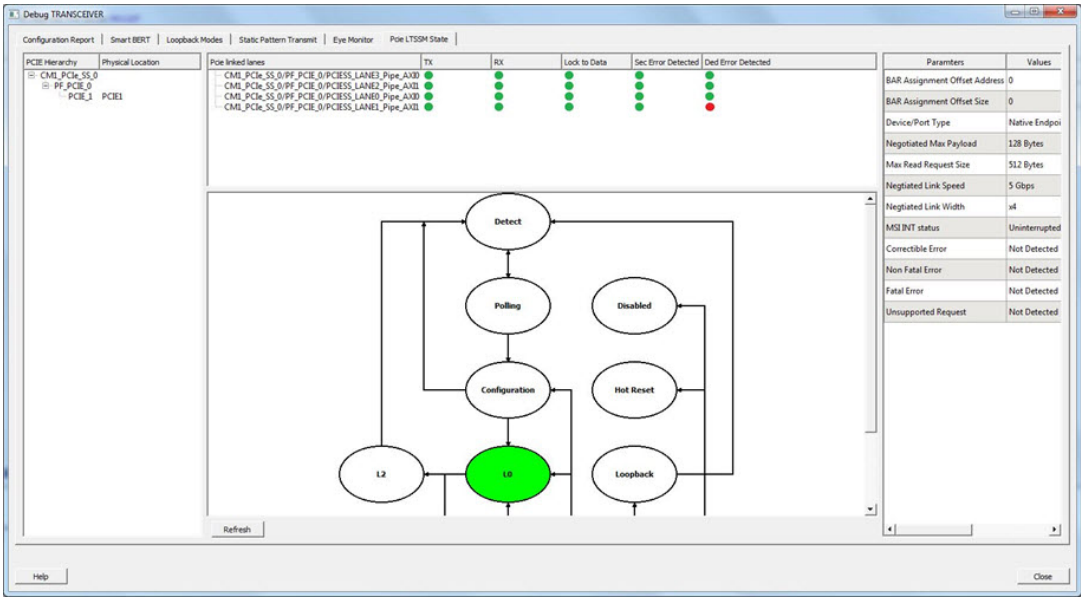 Debug TRANSCEIVER
Configuration Report Smart BERT Loopback Modes Static Pattern Transmit Eye Monitor Pcie LTSSM State
PCIE Hierarchy Physical Location
CM1_PCIe_SS_0
PF_PCIE_0
PCIE_1 PCIE1
Pcie linked lanes TX RX Lock to Data Sec Error Detected Ded Error Detected
CM1_PCIe_SS_0/PF_PCIE_0/PCIESS_LANE3_Pipe_AXI0
CM1_PCIe_SS_0/PF_PCIE_0/PCIESS_LANE2_Pipe_AXI1
CM1_PCIe_SS_0/PF_PCIE_0/PCIESS_LANE0_Pipe_AXI0
CM1_PCIe_SS_0/PF_PCIE_0/PCIESS_LANE1_Pipe_AXI1
Detect
Polling
Disabled
Configuration
Hot Reset
L2
L0
Loopback
Refresh
Paramters Values
BAR Assignment Offset Address 0
BAR Assignment Offset Size 0
Device/Port Type Native Endpoi
Negotiated Max Payload 128 Bytes
Max Read Request Size 512 Bytes
Negtiated Link Speed 5 Gbps
Negtiated Link Width x4
MSI INT status Uninterrupted
Correctible Error Not Detected
Non Fatal Error Not Detected
Fatal Error Not Detected
Unsupported Request Not Detected
Help
Close